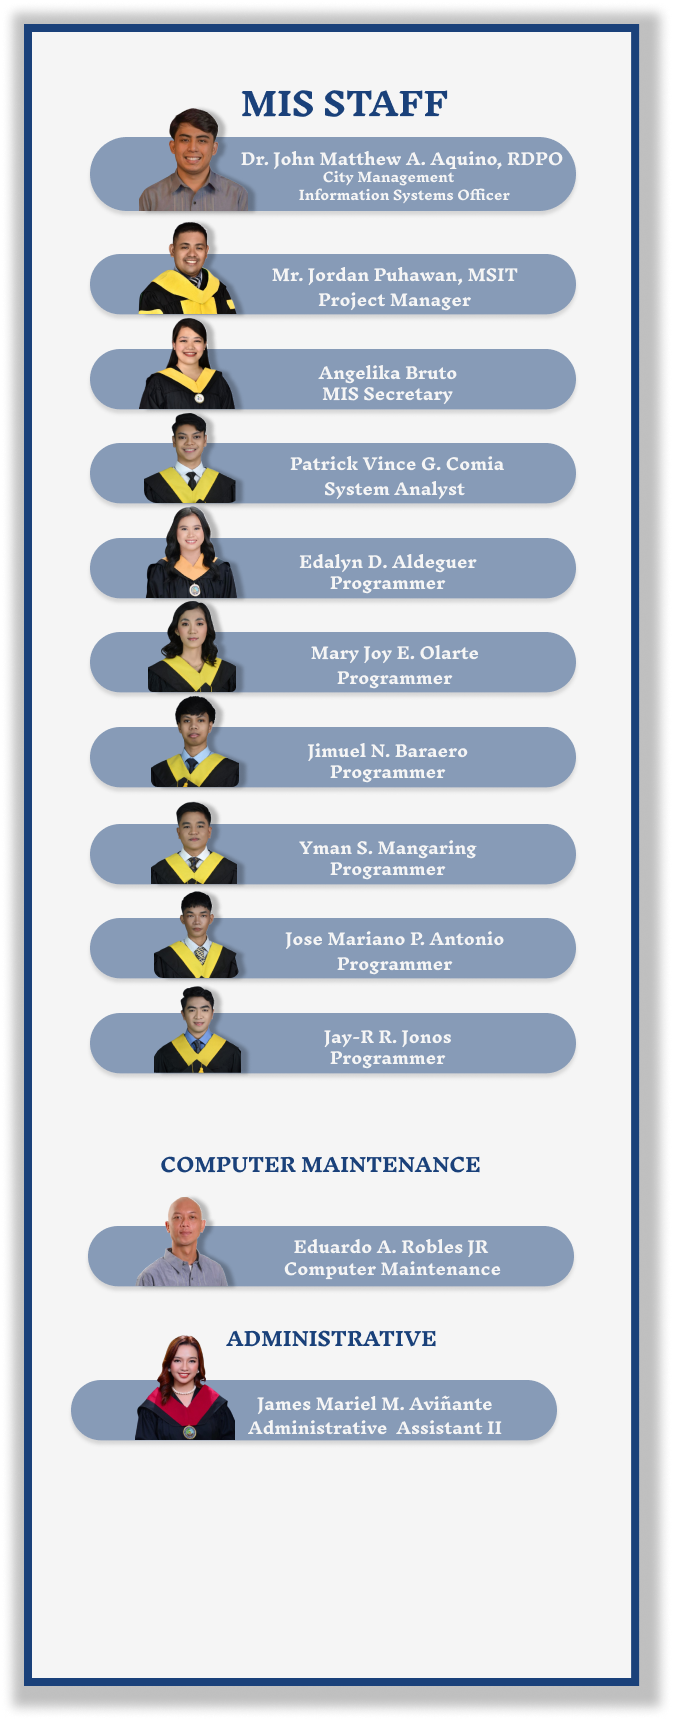 MIS STAFF
Dr. John Matthew A. Aquino, RDPO
City Management
Information Systems Officer
Mr. Jordan Puhawan, MSIT
Project Manager
Angelika Bruto
MIS Secretary
Patrick Vince G. Comia
System Analyst
Edalyn D. Aldeguer
Programmer
Mary Joy E. Olarte
Programmer
Jimuel N. Baraero
Programmer
Yman S. Mangaring
Programmer
Jose Mariano P. Antonio
Programmer
Jay-R R. Jonos
Programmer
COMPUTER MAINTENANCE
Eduardo A. Robles JR
Computer Maintenance
ADMINISTRATIVE
James Mariel M. Aviñante
Administrative Assistant II